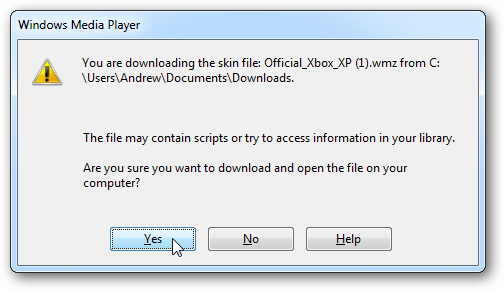 Windows Media Player
You are downloading the skin file: Official_Xbox_XP (1).wmz from C:
\Users\Andrew\Documents\Downloads.
The file may contain scripts or try to access information in your library.
Are you sure you want to download and open the file on your
computer?
Yes No Help